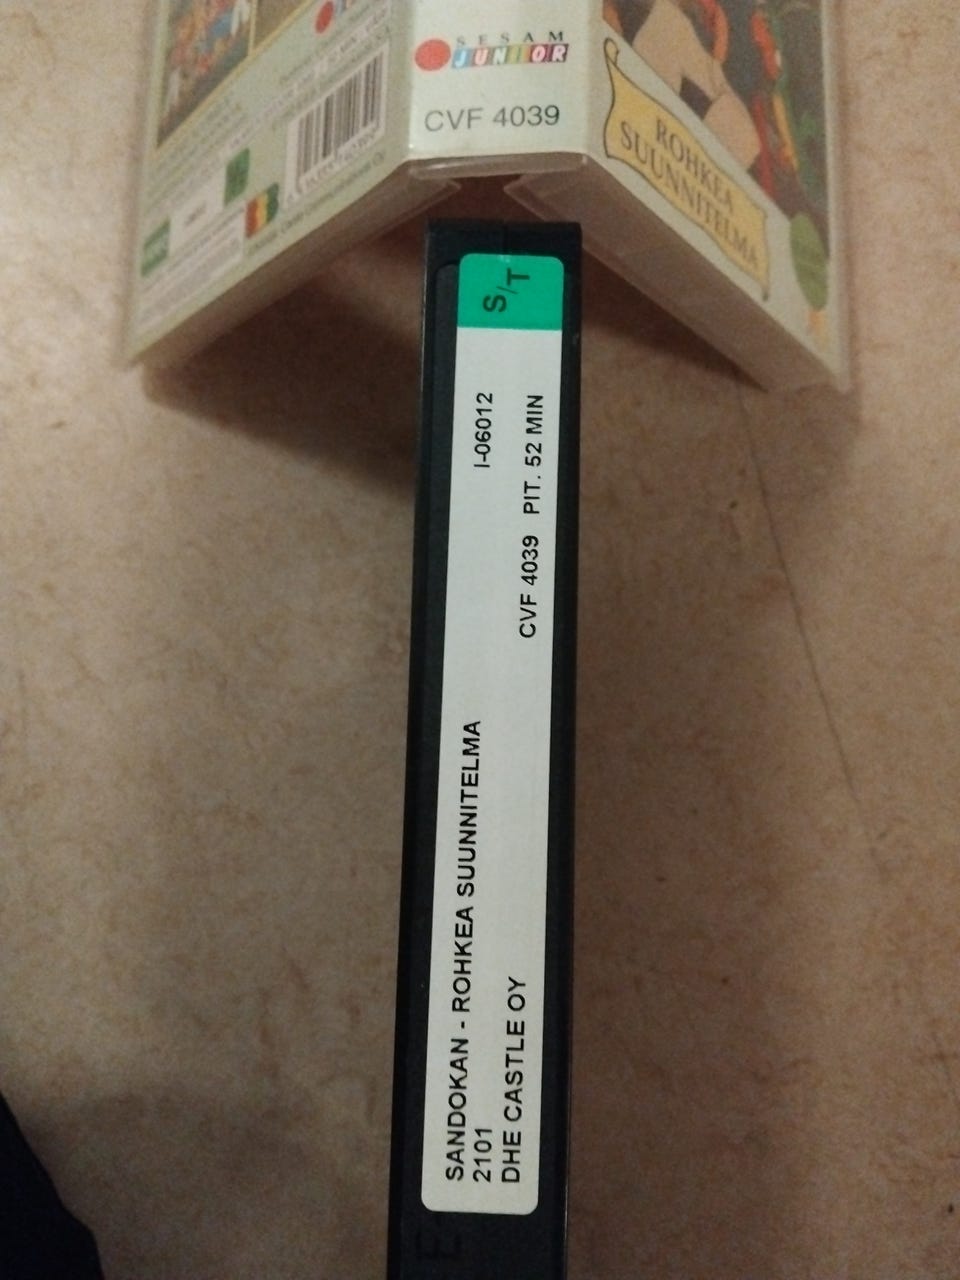 SESAM
JUNIOR
CVF 4039
ROHKEA
SUUNNITELMA
S/T
SANDOKAN - ROHKEA SUUNNITELMA
I-06012
2101
CVF 4039 PIT. 52 MIN
DHE CASTLE OY